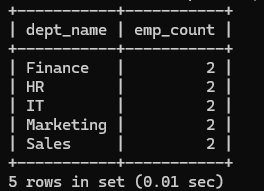 +-----------+-----------+
| dept_name | emp_count |
+-----------+-----------+
| Finance   |         2 |
| HR        |         2 |
| IT        |         2 |
| Marketing |         2 |
| Sales     |         2 |
+-----------+-----------+
5 rows in set (0.01 sec)